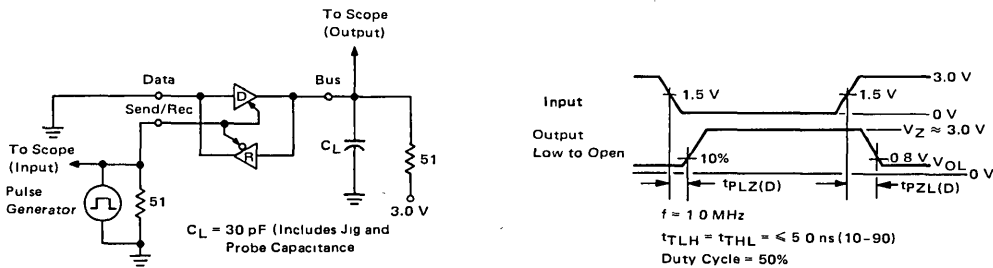 To Scope
(Output)
Data
Bus
Send/Rec
D
R
To Scope
(Input)
Pulse
Generator
51
CL
51
3.0 V
CL = 30 pF (Includes Jig and
Probe Capacitance
Input
1.5 V
1.5 V
3.0 V
0 V
Output
Low to Open
VZ ≈ 3.0 V
10%
0 8 V
VOL
0 V
tPLZ(D)
tPZL(D)
f = 1 0 MHz
tTLH = tTHL = ≤ 5 0 ns (10-90)
Duty Cycle = 50%